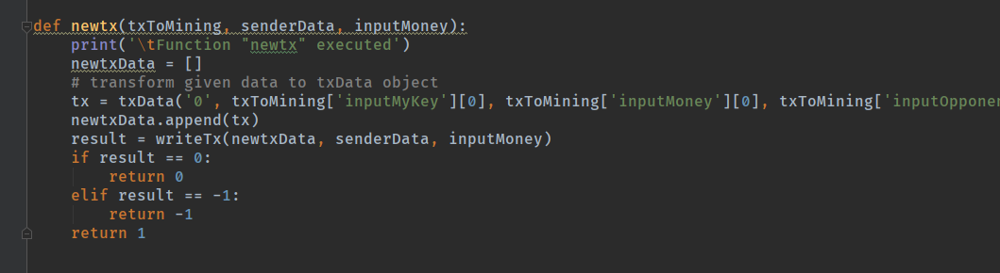 def newtx(txToMining, senderData, inputMoney):
    print('\tFunction "newtx" executed')
    newtxData = []
    # transform given data to txData object
    tx = txData('0', txToMining['inputMyKey'][0], txToMining['inputMoney'][0], txToMining['inputOpponen
    newtxData.append(tx)
    result = writeTx(newtxData, senderData, inputMoney)
    if result == 0:
        return 0
    elif result == -1:
        return -1
    return 1